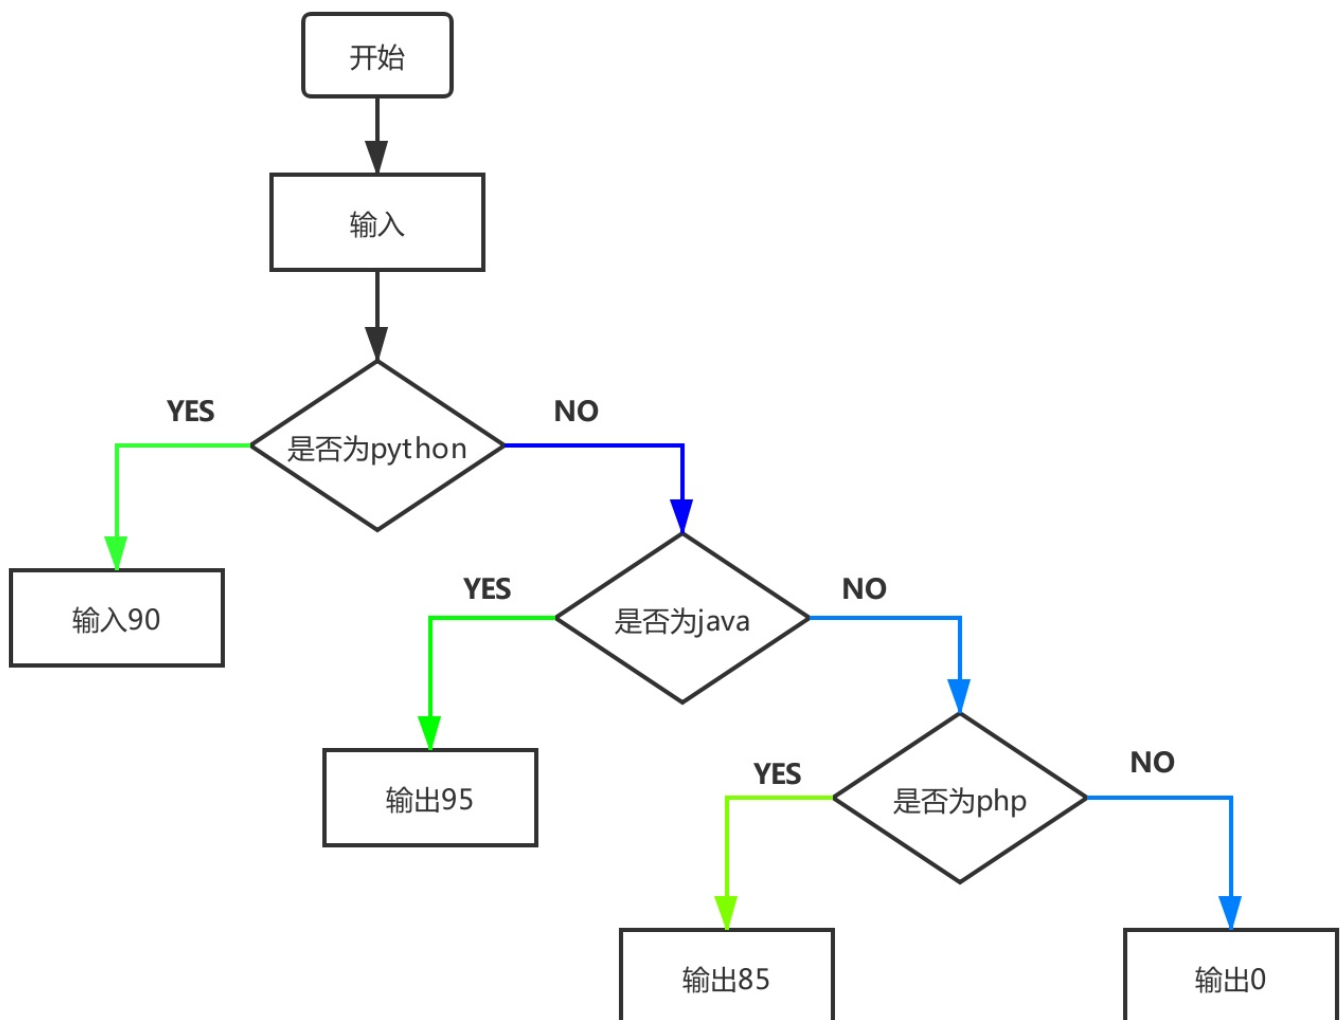 开始
输入
YES
NO
是否为python
输入90
YES
NO
是否为java
输出95
YES
NO
是否为php
输出85
输出0